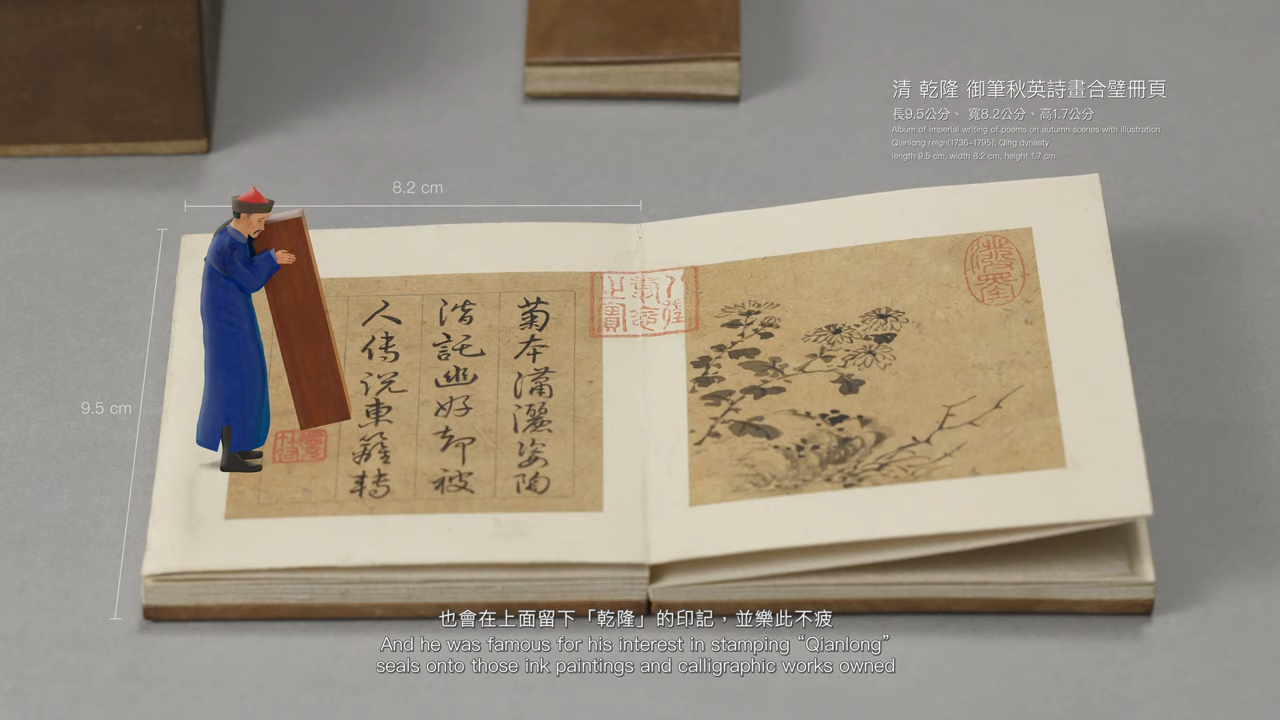 清 乾隆 御筆秋英詩畫合璧冊頁
長9.5公分、 寬8.2公分、高1.7公分
Album of imperial writing of poems on autumn scenes with illustration
Qianlong reign(1736-1795), Qing dynasty
length 9.5 cm, width 8.2 cm, height 1.7 cm
8.2 cm
9.5 cm
菊本瀟灑姿陶
潛託幽好却被
人傳說東籬轉
也會在上面留下「乾隆」的印記，並樂此不疲
And he was famous for his interest in stamping “Qianlong”
seals onto those ink paintings and calligraphic works owned